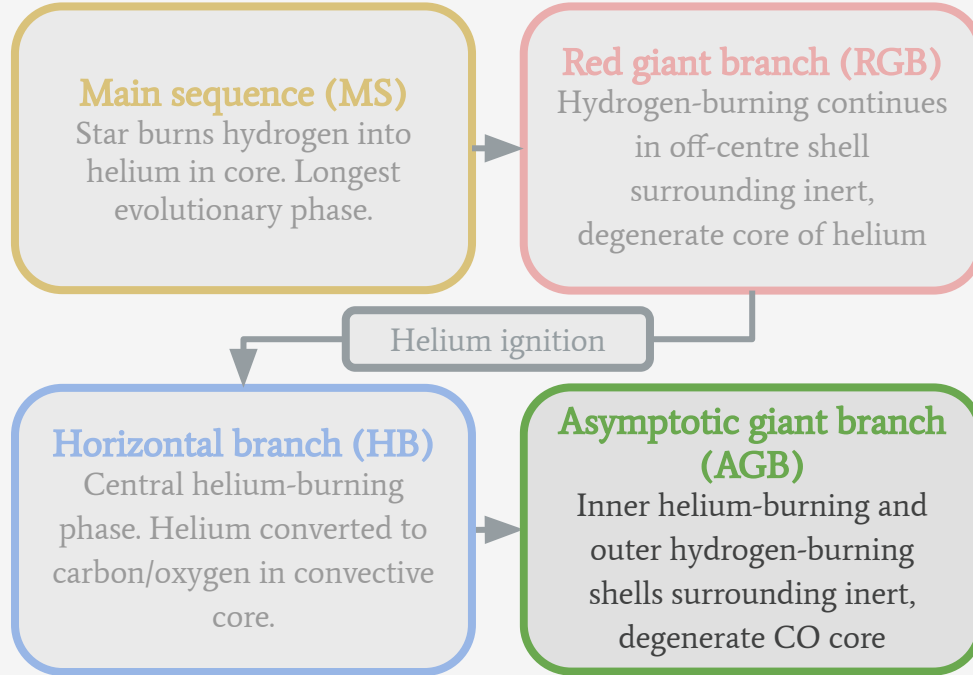 Main sequence (MS)
Star burns hydrogen into
helium in core. Longest
evolutionary phase.
Red giant branch (RGB)
Hydrogen-burning continues
in off-centre shell
surrounding inert,
degenerate core of helium
Helium ignition
Horizontal branch (HB)
Central helium-burning
phase. Helium converted to
carbon/oxygen in convective
core.
Asymptotic giant branch
(AGB)
Inner helium-burning and
outer hydrogen-burning
shells surrounding inert,
degenerate CO core